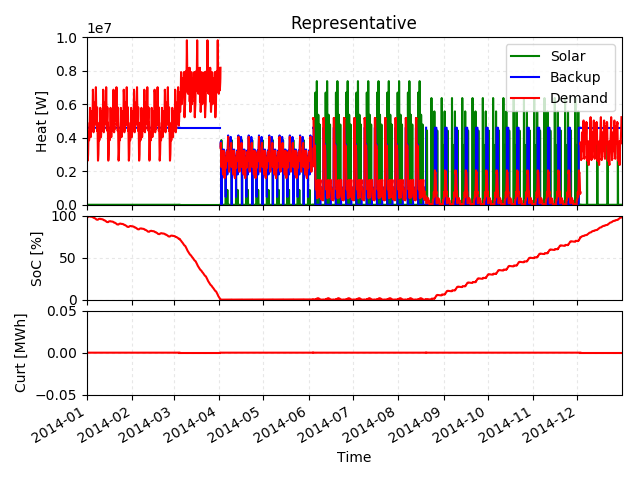 Representative
1e7
1.0
0.8
0.6
0.4
0.2
0.0
Heat [W]
Solar
Backup
Demand
100
50
0
SoC [%]
0.05
0.00
−0.05
Curt [MWh]
2014-01
2014-02
2014-03
2014-04
2014-05
2014-06
2014-07
2014-08
2014-09
2014-10
2014-11
2014-12
Time